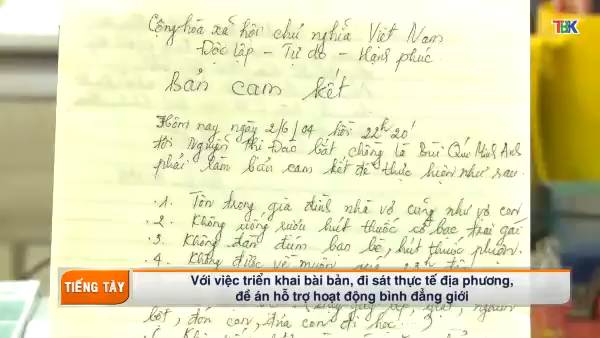 TBK
Cộng hòa xã hội chủ nghĩa Việt Nam
Độc lập - Tự do - Hạnh phúc.
Bản cam kết
Hôm nay ngày 2/6/04 hồi 22h20'
tôi Nguyễn Thị Đào bắt chồng là Bùi Quốc Minh Anh
phải làm bản cam kết để thực hiện như sau
.1. Tôn trọng gia đình nhà vợ cũng như vợ con
.2. Không uống rượu hút thuốc cờ bạc trai gái
.3. Không đàn đúm bạn bè, hút thuốc phiện.
.4. Không được về muộn
TIẾNG TÀY
Với việc triển khai bài bản, đi sát thực tế địa phương,
đề án hỗ trợ hoạt động bình đẳng giới
bột, đón con, đưa con đi học